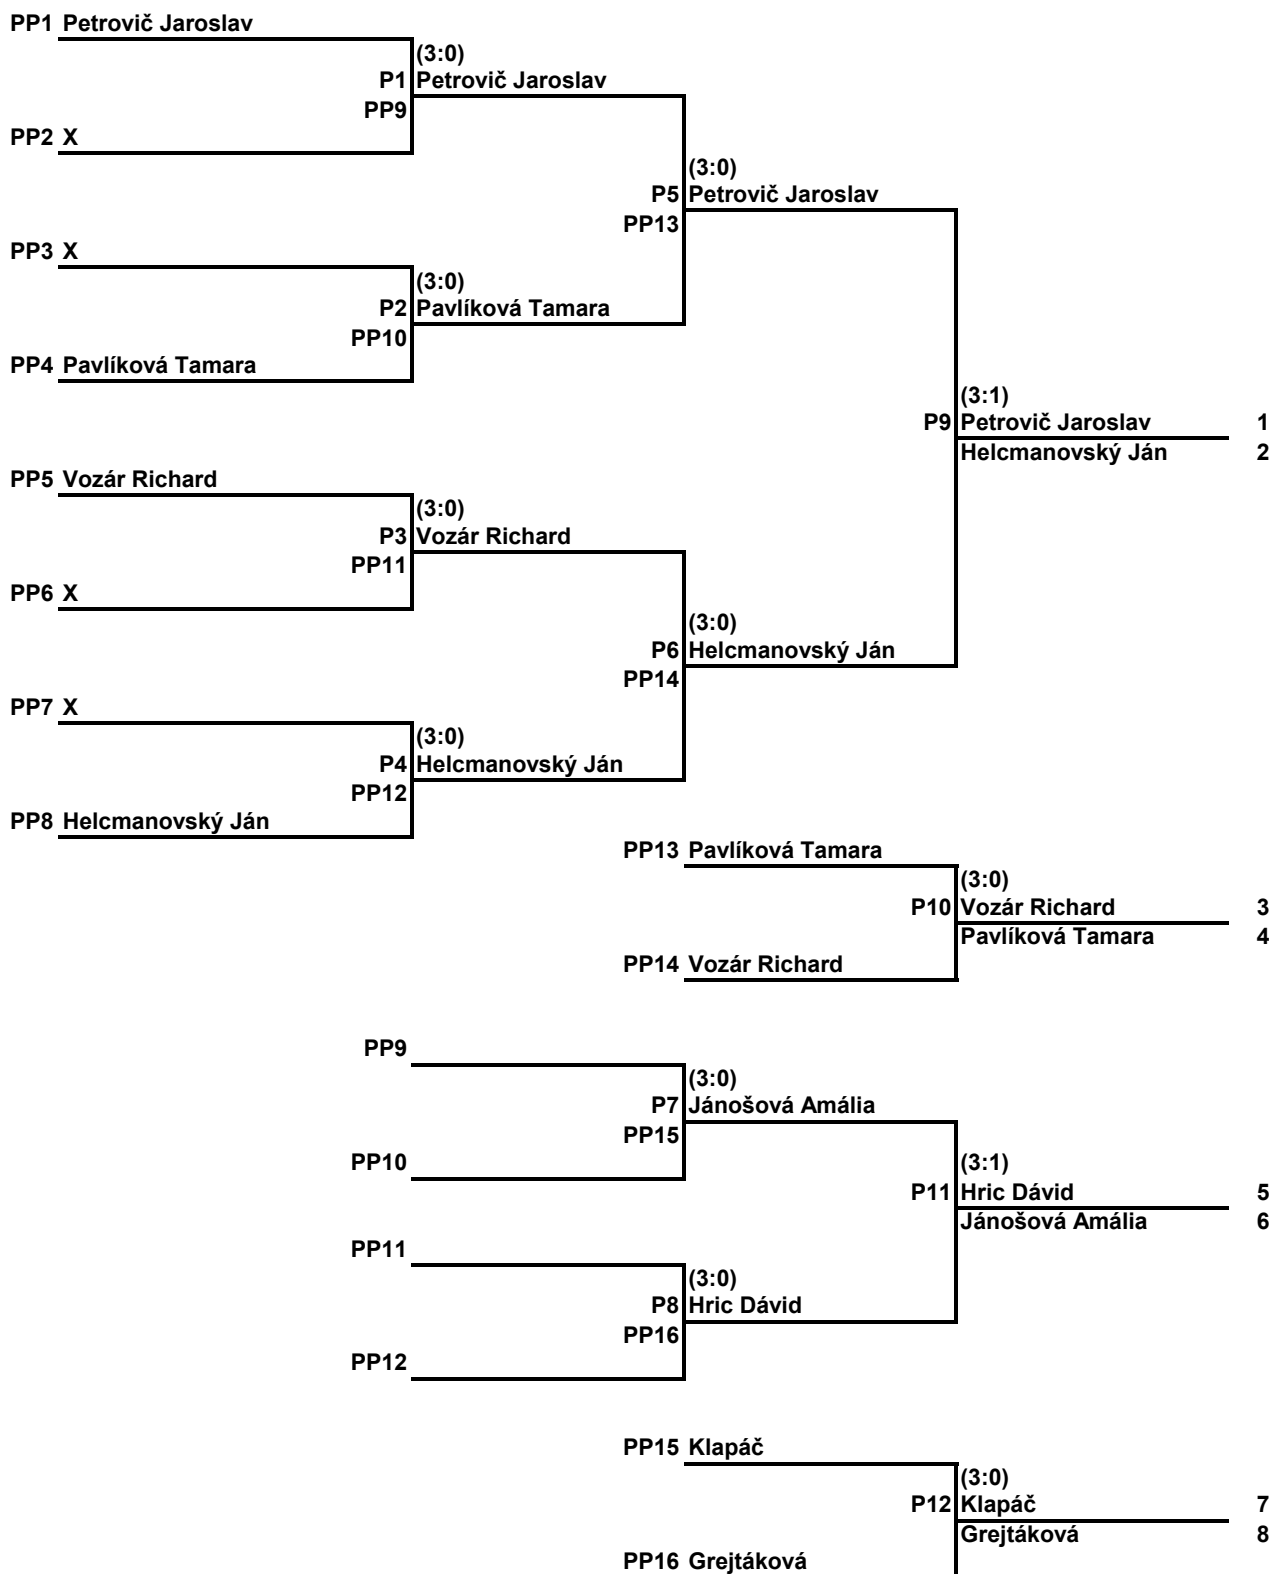 PP1 Petrovič Jaroslav
(3:0)
P1 Petrovič Jaroslav
PP9
PP2 X
(3:0)
P5 Petrovič Jaroslav
PP13
PP3 X
(3:0)
P2 Pavlíková Tamara
PP10
PP4 Pavlíková Tamara
(3:1)
P9 Petrovič Jaroslav 1
Helcmanovský Ján 2
PP5 Vozár Richard
(3:0)
P3 Vozár Richard
PP11
PP6 X
(3:0)
P6 Helcmanovský Ján
PP14
PP7 X
(3:0)
P4 Helcmanovský Ján
PP12
PP8 Helcmanovský Ján
PP13 Pavlíková Tamara
(3:0)
P10 Vozár Richard 3
Pavlíková Tamara 4
PP14 Vozár Richard
PP9
(3:0)
P7 Jánošová Amália
PP15
PP10
(3:1)
P11 Hric Dávid 5
Jánošová Amália 6
PP11
(3:0)
P8 Hric Dávid
PP16
PP12
PP15 Klapáč
(3:0)
P12 Klapáč 7
Grejtáková 8
PP16 Grejtáková